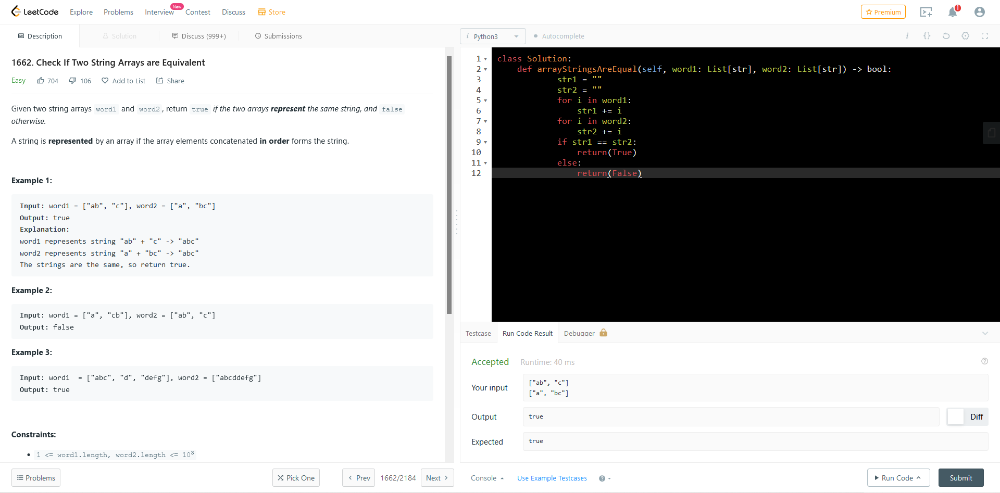 LeetCode
Explore
Problems
Interview
New
Contest
Discuss
Store
Premium
1
Description
Solution
Discuss (999+)
Submissions
i Python3
Autocomplete
i {}
1662. Check If Two String Arrays are Equivalent
Easy 704 106 Add to List Share
Given two string arrays word1 and word2, return true if the two arrays represent the same string, and false
otherwise.
A string is represented by an array if the array elements concatenated in order forms the string.
Example 1:
Input: word1 = ["ab", "c"], word2 = ["a", "bc"]
Output: true
Explanation:
word1 represents string "ab" + "c" -> "abc"
word2 represents string "a" + "bc" -> "abc"
The strings are the same, so return true.
Example 2:
Input: word1 = ["a", "cb"], word2 = ["ab", "c"]
Output: false
Example 3:
Input: word1  = ["abc", "d", "defg"], word2 = ["abcddefg"]
Output: true
Constraints:
• 1 <= word1.length, word2.length <= 10³
Problems
Pick One
Prev
1662/2184
Next
1 class Solution:
2     def arrayStringsAreEqual(self, word1: List[str], word2: List[str]) -> bool:
3             str1 = ""
4             str2 = ""
5             for i in word1:
6                 str1 += i
7             for i in word2:
8                 str2 += i
9             if str1 == str2:
10                 return(True)
11             else:
12                 return(False)
Testcase
Run Code Result
Debugger
Accepted Runtime: 40 ms
Your input
["ab", "c"]
["a", "bc"]
Output
true
Diff
Expected
true
Console
Use Example Testcases
Run Code
Submit